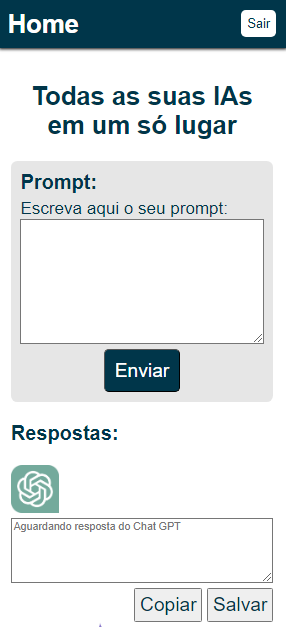 Home
Sair
Todas as suas IAs
em um só lugar
Prompt:
Escreva aqui o seu prompt:
Enviar
Respostas:
Aguardando resposta do Chat GPT
Copiar
Salvar